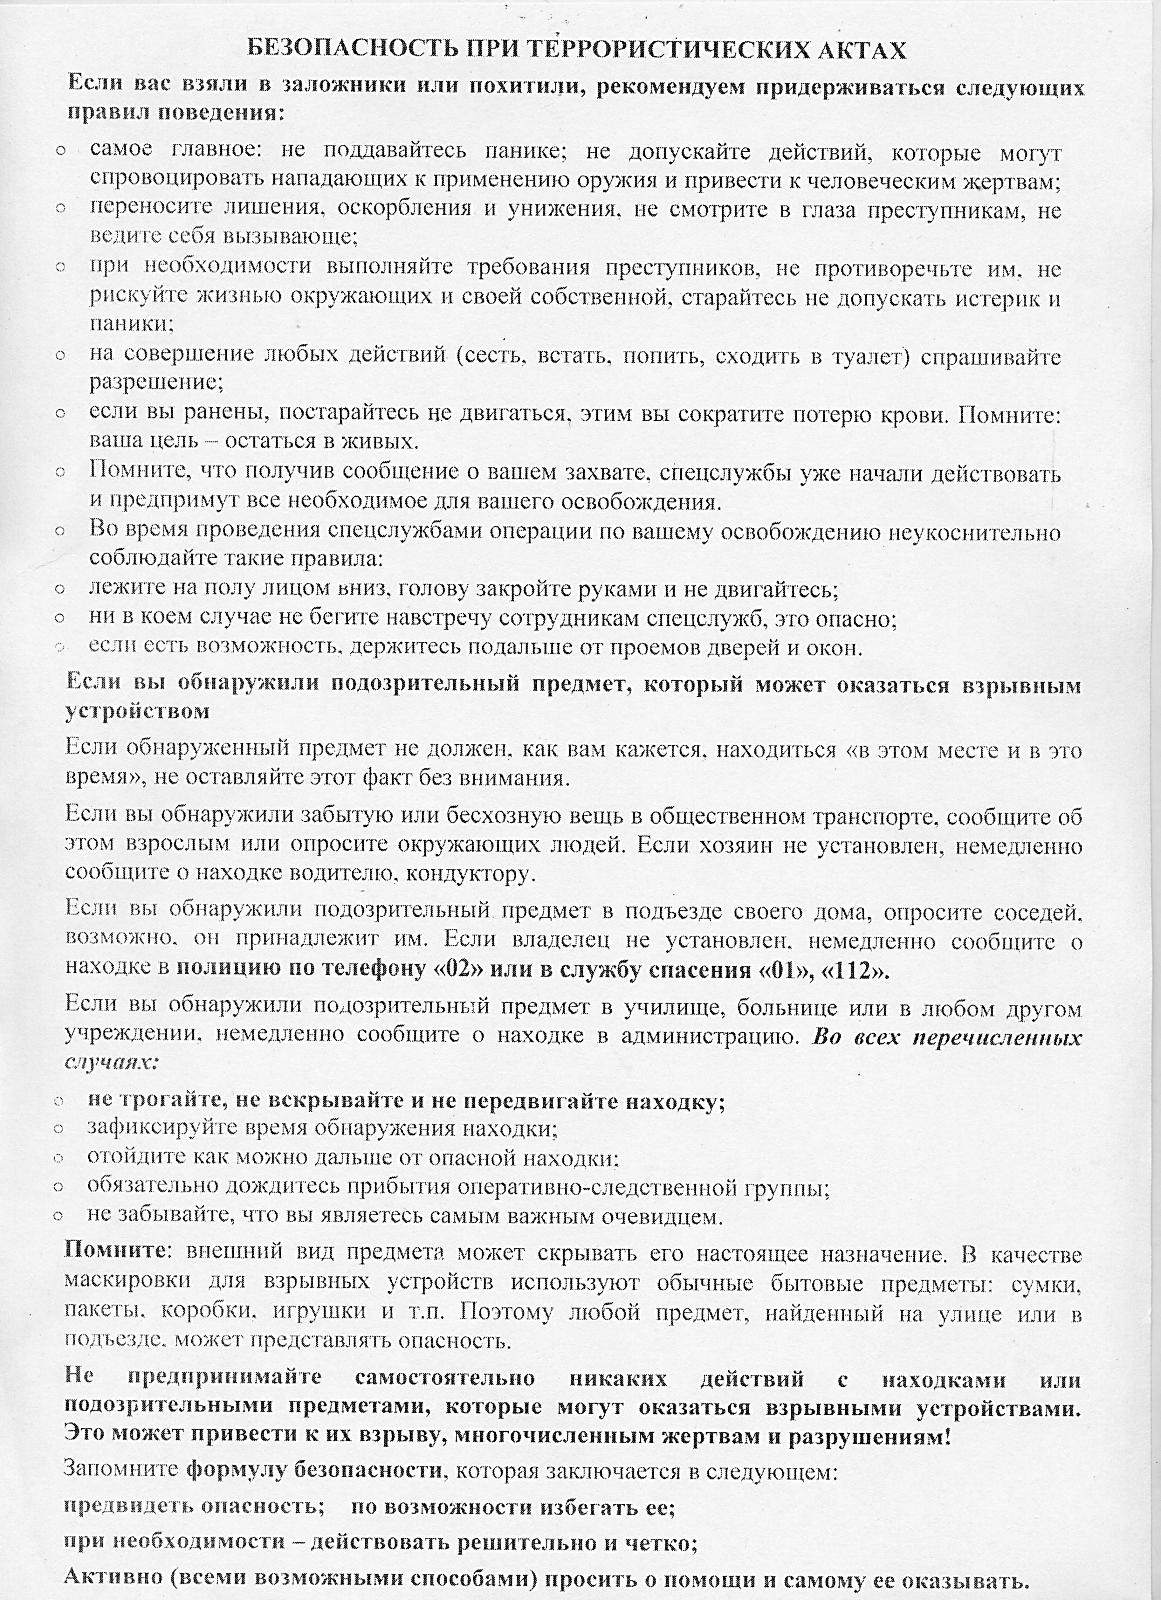 БЕЗОПАСНОСТЬ ПРИ ТЕРРОРИСТИЧЕСКИХ АКТАХ
Если вас взяли в заложники или похитили, рекомендуем придерживаться следующих
правил поведения:
○ самое главное: не поддавайтесь панике; не допускайте действий, которые могут
спровоцировать нападающих к применению оружия и привести к человеческим жертвам;
○ переносите лишения, оскорбления и унижения, не смотрите в глаза преступникам, не
ведите себя вызывающе;
○ при необходимости выполняйте требования преступников, не противоречьте им, не
рискуйте жизнью окружающих и своей собственной, старайтесь не допускать истерик и
паники;
○ на совершение любых действий (сесть, встать, попить, сходить в туалет) спрашивайте
разрешение;
○ если вы ранены, постарайтесь не двигаться, этим вы сократите потерю крови. Помните:
ваша цель – остаться в живых.
○ Помните, что получив сообщение о вашем захвате, спецслужбы уже начали действовать
и предпримут все необходимое для вашего освобождения.
○ Во время проведения спецслужбами операции по вашему освобождению неукоснительно
соблюдайте такие правила:
○ лежите на полу лицом вниз, голову закройте руками и не двигайтесь;
○ ни в коем случае не бегите навстречу сотрудникам спецслужб, это опасно;
○ если есть возможность, держитесь подальше от проемов дверей и окон.
Если вы обнаружили подозрительный предмет, который может оказаться взрывным
устройством
Если обнаруженный предмет не должен, как вам кажется, находиться «в этом месте и в это
время», не оставляйте этот факт без внимания.
Если вы обнаружили забытую или бесхозную вещь в общественном транспорте, сообщите об
этом взрослым или опросите окружающих людей. Если хозяин не установлен, немедленно
сообщите о находке водителю, кондуктору.
Если вы обнаружили подозрительный предмет в подъезде своего дома, опросите соседей,
возможно, он принадлежит им. Если владелец не установлен, немедленно сообщите о
находке в полицию по телефону «02» или в службу спасения «01», «112».
Если вы обнаружили подозрительный предмет в училище, больнице или в любом другом
учреждении, немедленно сообщите о находке в администрацию. Во всех перечисленных
случаях:
○ не трогайте, не вскрывайте и не передвигайте находку;
○ зафиксируйте время обнаружения находки;
○ отойдите как можно дальше от опасной находки;
○ обязательно дождитесь прибытия оперативно-следственной группы;
○ не забывайте, что вы являетесь самым важным очевидцем.
Помните: внешний вид предмета может скрывать его настоящее назначение. В качестве
маскировки для взрывных устройств используют обычные бытовые предметы: сумки,
пакеты, коробки, игрушки и т.п. Поэтому любой предмет, найденный на улице или в
подъезде, может представлять опасность.
Не предпринимайте самостоятельно никаких действий с находками или
подозрительными предметами, которые могут оказаться взрывными устройствами.
Это может привести к их взрыву, многочисленным жертвам и разрушениям!
Запомните формулу безопасности, которая заключается в следующем:
предвидеть опасность; по возможности избегать ее;
при необходимости – действовать решительно и четко;
Активно (всеми возможными способами) просить о помощи и самому ее оказывать.